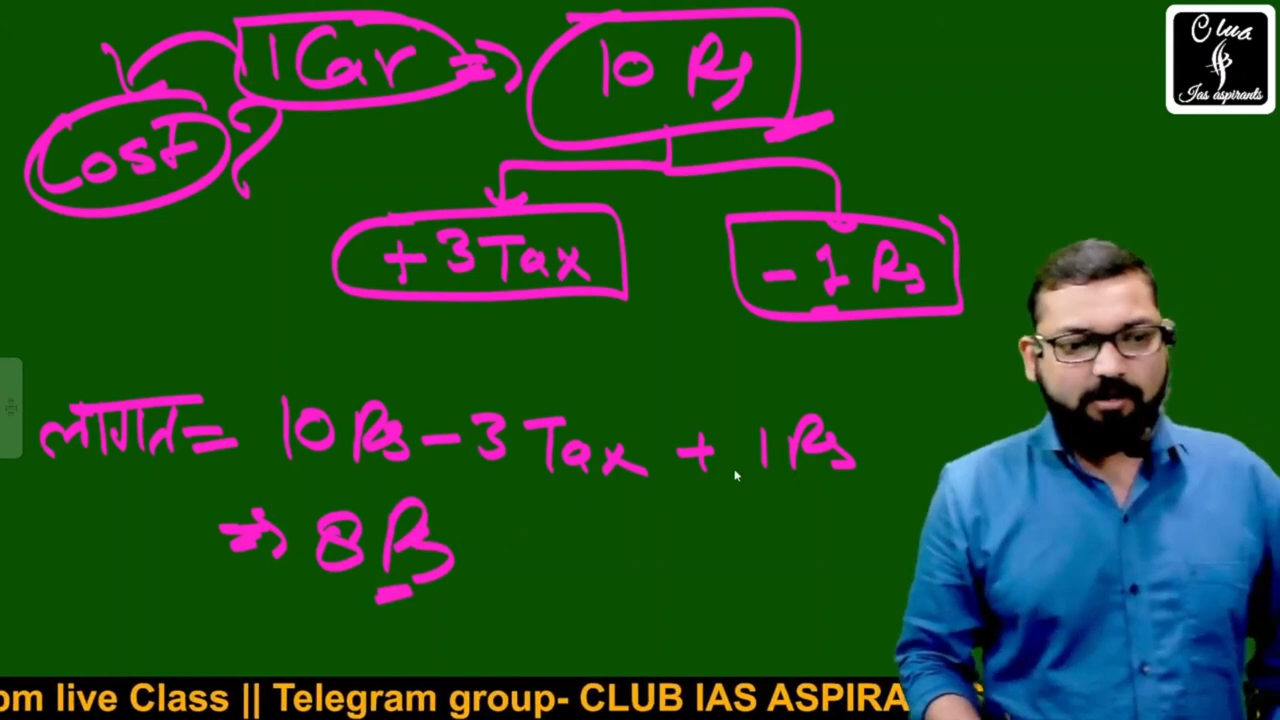 1 Car => 10 Rs
Cost
+ 3 Tax
- 1 Rs
लागत = 10 Rs - 3 Tax + 1 Rs
=> 8 Rs
Club
Ias aspirants
pm live Class || Telegram group- CLUB IAS ASPIRA